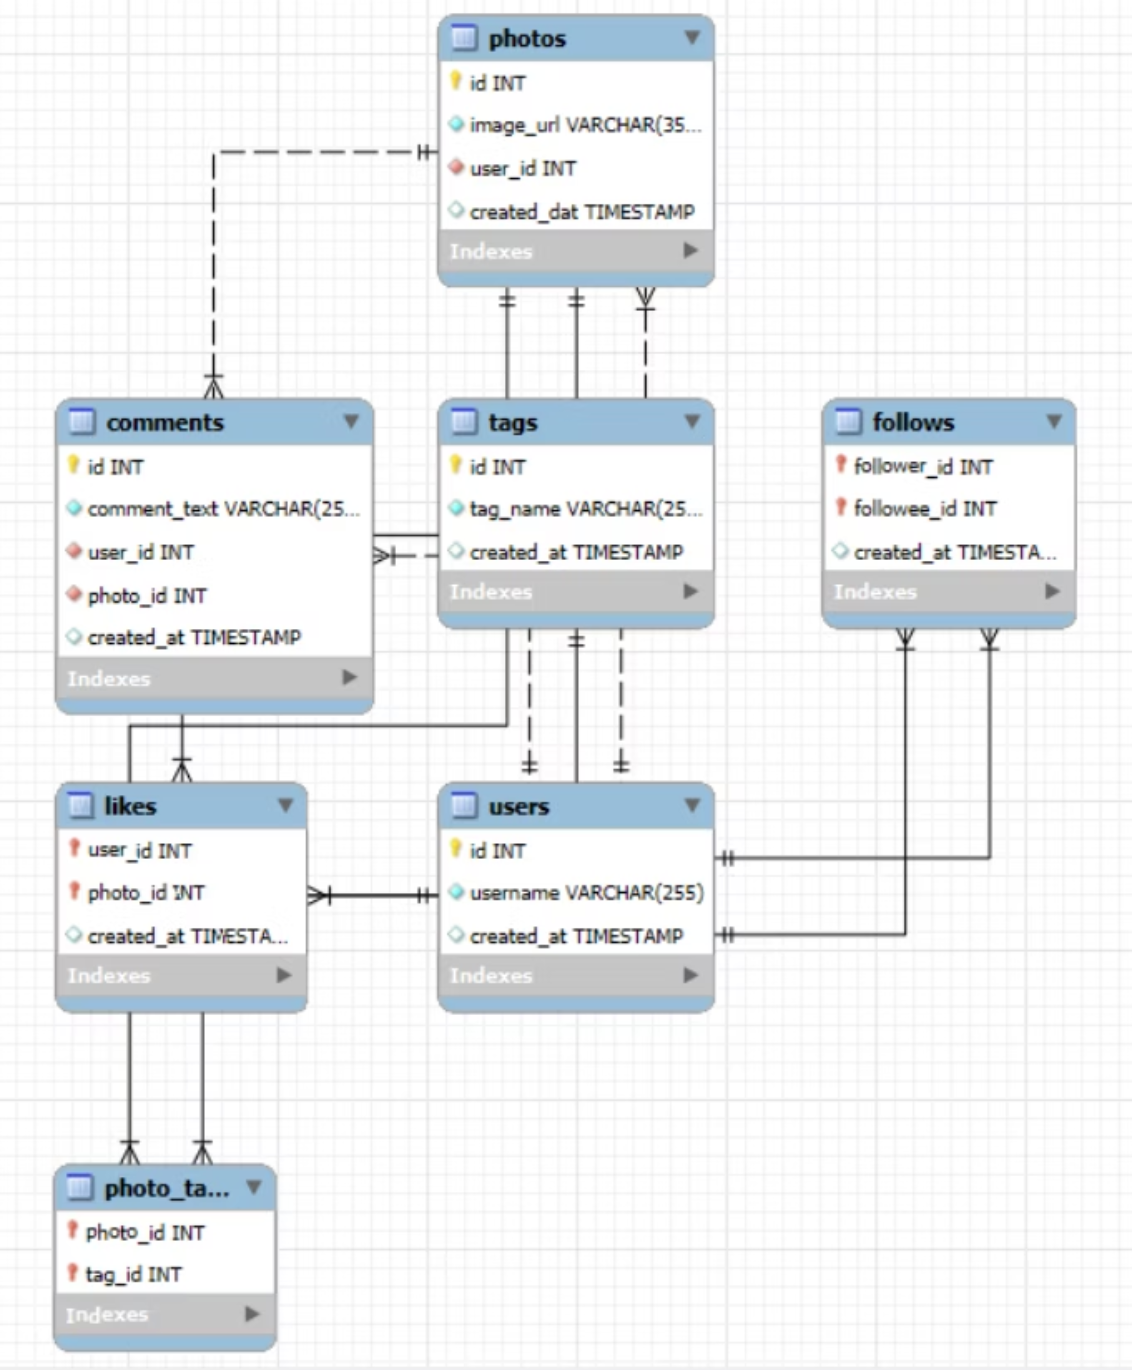 photos
id INT
image_url VARCHAR(35...
user_id INT
created_dat TIMESTAMP
Indexes
comments
id INT
comment_text VARCHAR(25...
user_id INT
photo_id INT
created_at TIMESTAMP
Indexes
tags
id INT
tag_name VARCHAR(25...
created_at TIMESTAMP
Indexes
follows
follower_id INT
followee_id INT
created_at TIMESTA...
Indexes
likes
user_id INT
photo_id INT
created_at TIMESTA...
Indexes
users
id INT
username VARCHAR(255)
created_at TIMESTAMP
Indexes
photo_ta...
photo_id INT
tag_id INT
Indexes